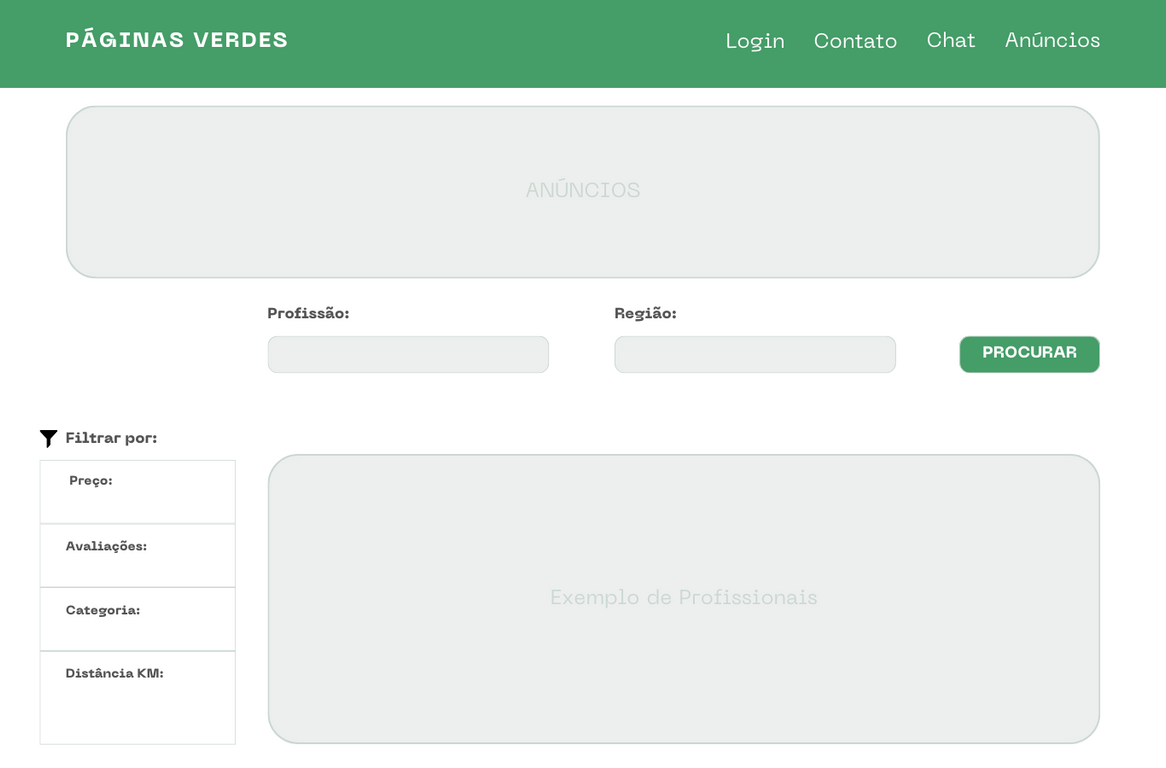 PÁGINAS VERDES
Login Contato Chat Anúncios
ANÚNCIOS
Profissão:
Região:
PROCURAR
Filtrar por:
Preço:
Avaliações:
Categoria:
Distância KM:
Exemplo de Profissionais